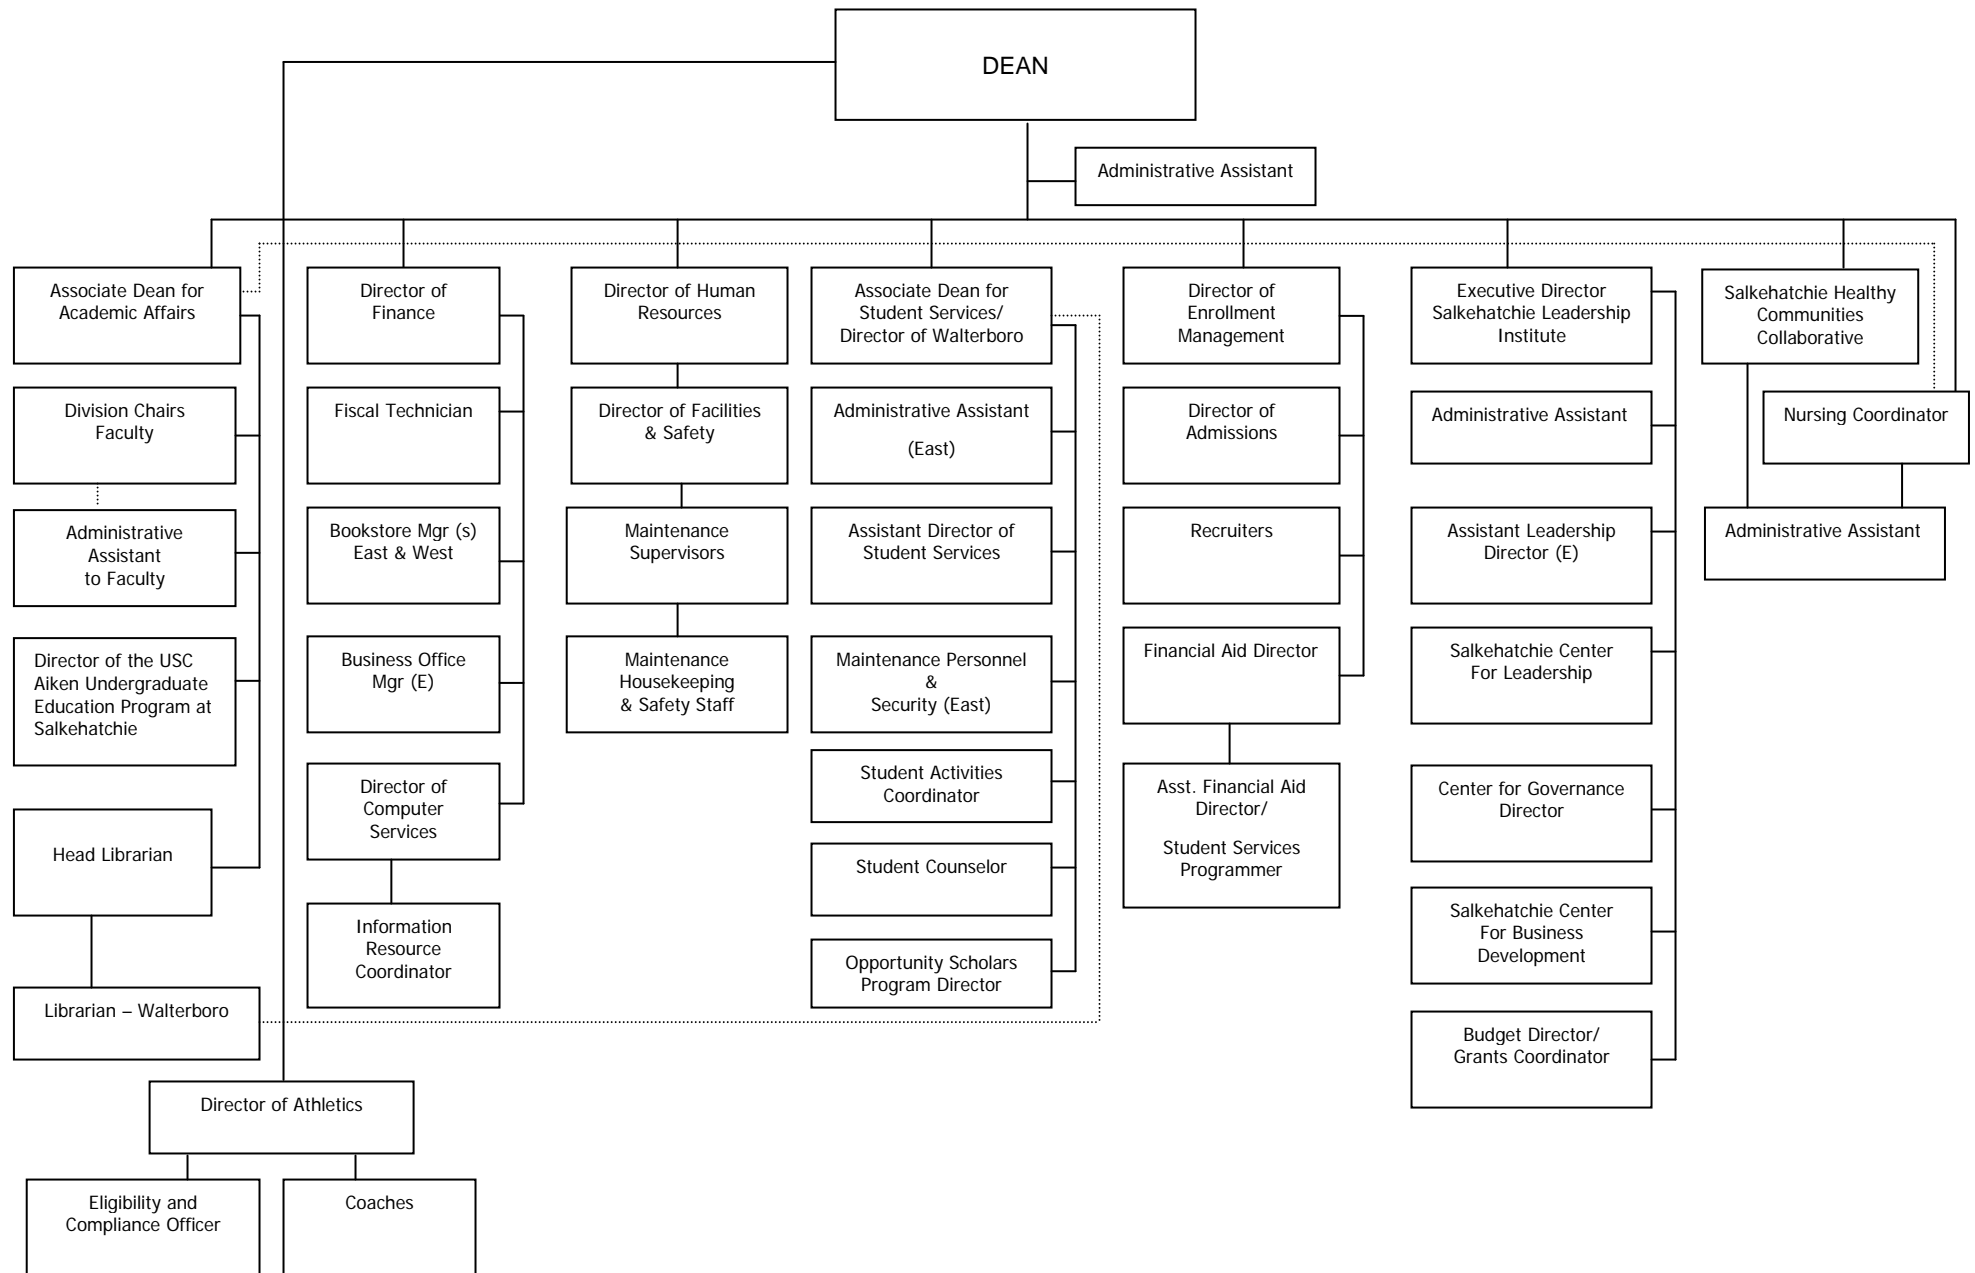 DEAN
Administrative Assistant
Associate Dean for
Academic Affairs
Division Chairs
Faculty
Administrative
Assistant
to Faculty
Director of the USC
Aiken Undergraduate
Education Program at
Salkehatchie
Head Librarian
Librarian – Walterboro
Director of
Finance
Fiscal Technician
Bookstore Mgr (s)
East & West
Business Office
Mgr (E)
Director of
Computer
Services
Information
Resource
Coordinator
Director of Human
Resources
Director of Facilities
& Safety
Maintenance
Supervisors
Maintenance
Housekeeping
& Safety Staff
Associate Dean for
Student Services/
Director of Walterboro
Administrative Assistant
(East)
Assistant Director of
Student Services
Maintenance Personnel
&
Security (East)
Student Activities
Coordinator
Student Counselor
Opportunity Scholars
Program Director
Director of
Enrollment
Management
Director of
Admissions
Recruiters
Financial Aid Director
Asst. Financial Aid
Director/
Student Services
Programmer
Executive Director
Salkehatchie Leadership
Institute
Administrative Assistant
Assistant Leadership
Director (E)
Salkehatchie Center
For Leadership
Center for Governance
Director
Salkehatchie Center
For Business
Development
Budget Director/
Grants Coordinator
Salkehatchie Healthy
Communities
Collaborative
Nursing Coordinator
Administrative Assistant
Director of Athletics
Eligibility and
Compliance Officer
Coaches